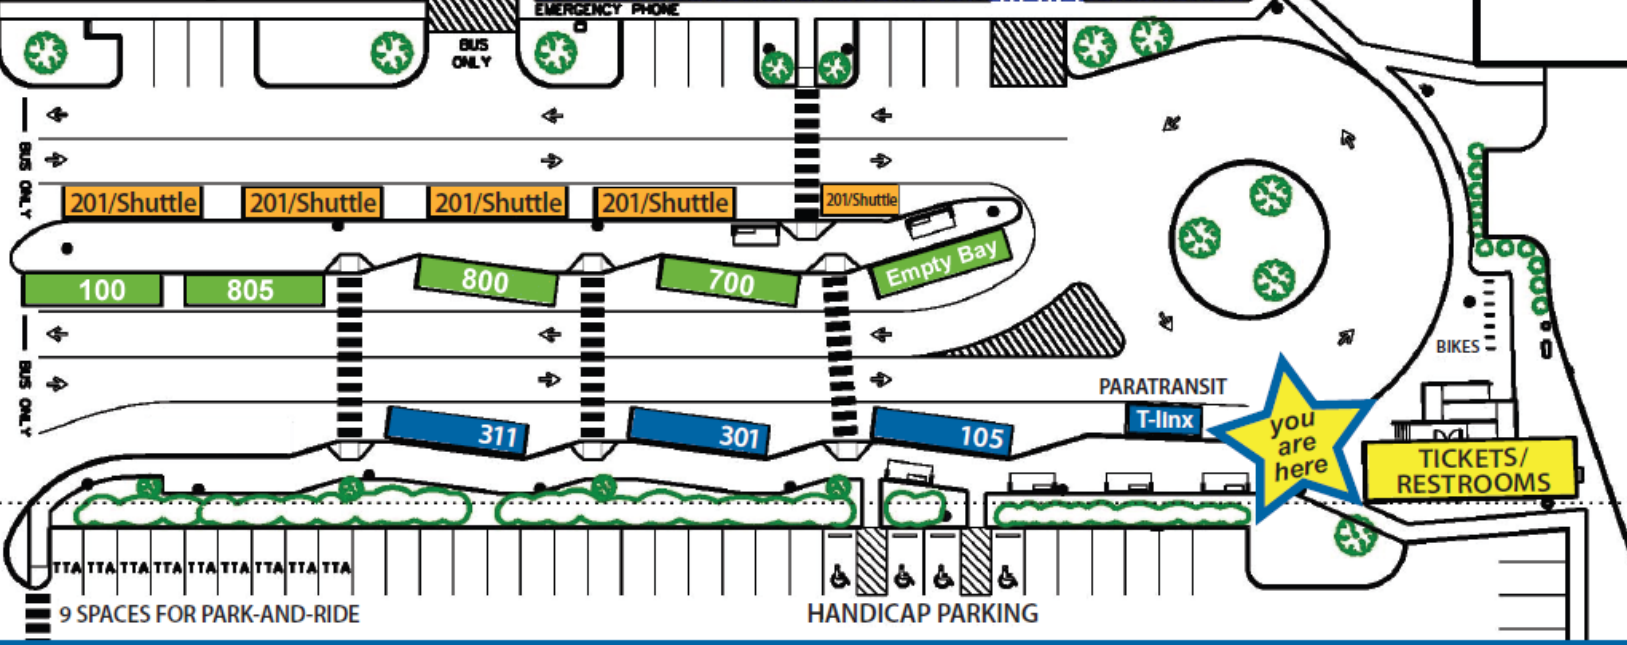 EMERGENCY PHONE
BUS
ONLY
BUS ONLY
201/Shuttle
201/Shuttle
201/Shuttle
201/Shuttle
201/Shuttle
100
805
800
700
Empty Bay
BUS ONLY
BIKES
PARATRANSIT
311
301
105
T-linx
you
are
here
TICKETS/
RESTROOMS
TTA TTA TTA TTA TTA TTA TTA TTA TTA
9 SPACES FOR PARK-AND-RIDE
HANDICAP PARKING